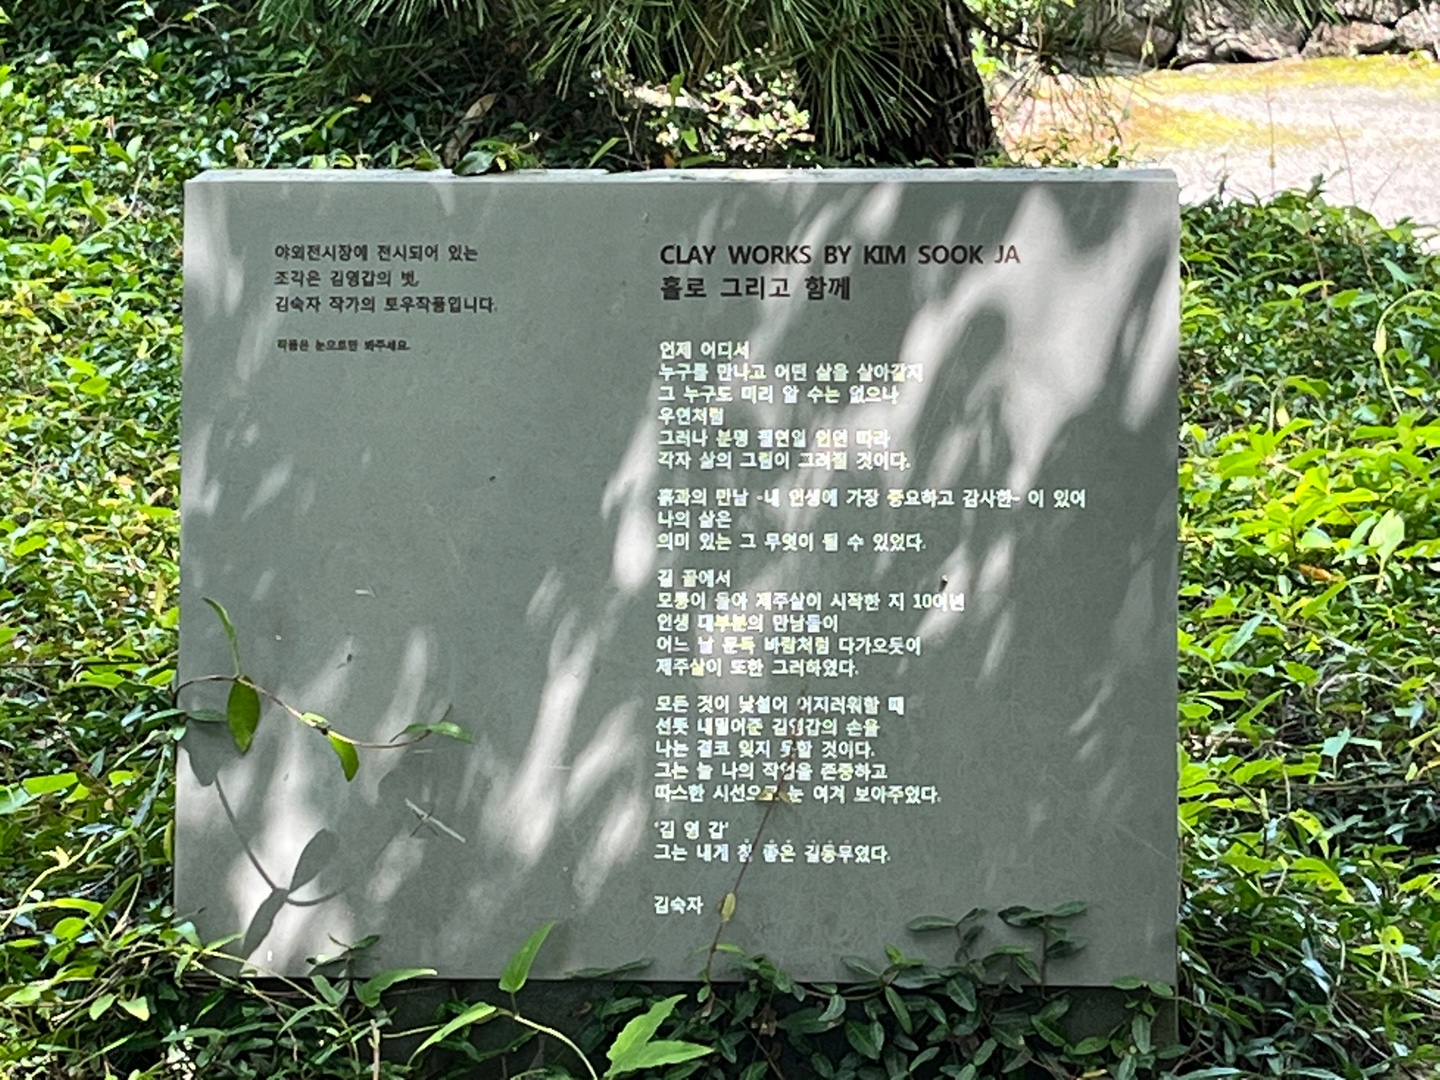 야외전시장에 전시되어 있는
조각은 김영갑의 벗,
김숙자 작가의 토우작품입니다.
작품은 눈으로만 봐주세요.
CLAY WORKS BY KIM SOOK JA
홀로 그리고 함께
언제 어디서
누구를 만나고 어떤 삶을 살아갈지
그 누구도 미리 알 수는 없으나
우연처럼
그러나 분명 필연일 인연 따라
각자 삶의 그림이 그려질 것이다.
흙과의 만남 -내 인생에 가장 중요하고 감사한- 이 있어
나의 삶은
의미 있는 그 무엇이 될 수 있었다.
길 끝에서
모퉁이 돌아 제주살이 시작한 지 10여년
인생 대부분의 만남들이
어느 날 문득 바람처럼 다가오듯이
제주살이 또한 그러하였다.
모든 것이 낯설어 어지러워할 때
선뜻 내밀어준 김영갑의 손을
나는 결코 잊지 못할 것이다.
그는 늘 나의 작업을 존중하고
따스한 시선으로 눈 여겨 보아주었다.
'김 영 갑'
그는 내게 참 좋은 길동무였다.
김숙자